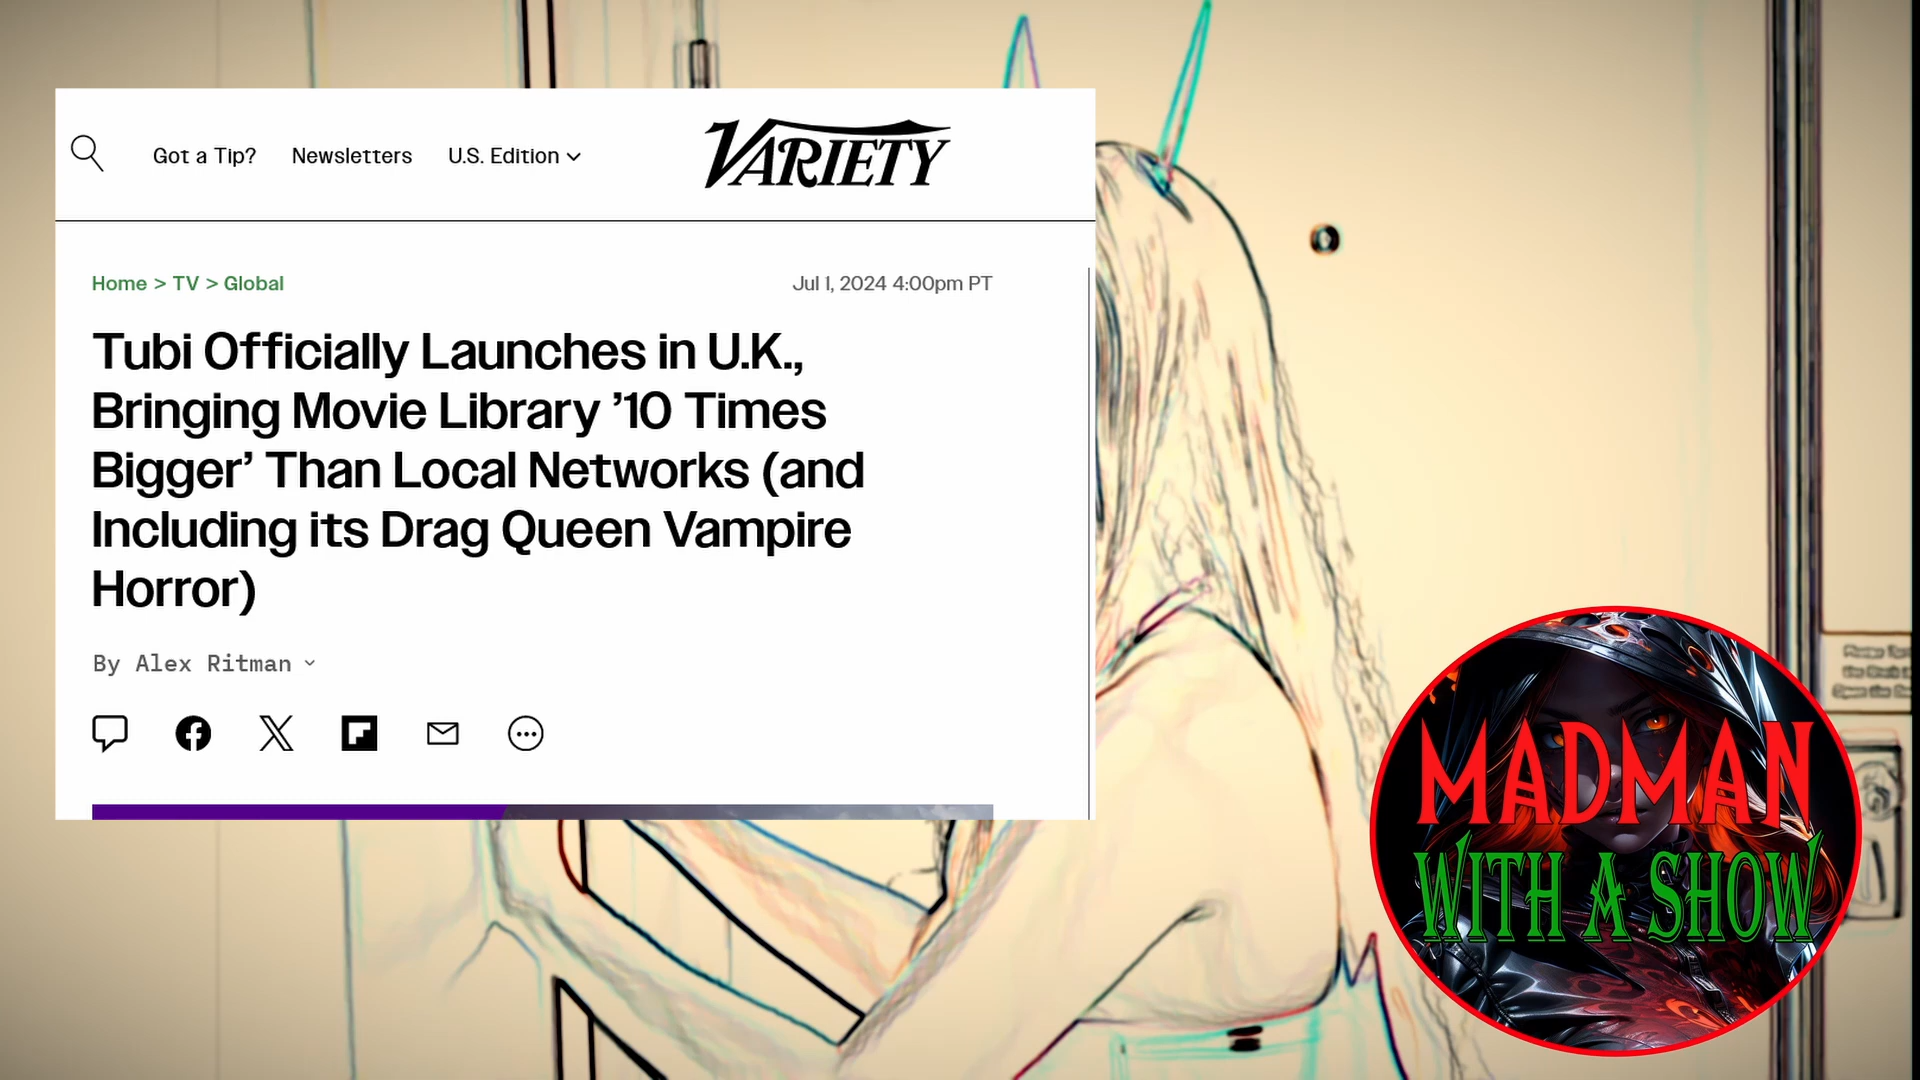 Got a Tip? Newsletters U.S. Edition VARIETY
Home > TV > Global Jul 1, 2024 4:00pm PT
Tubi Officially Launches in U.K.,
Bringing Movie Library ’10 Times
Bigger’ Than Local Networks (and
Including its Drag Queen Vampire
Horror)
By Alex Ritman
MADMAN
WITH A SHOW